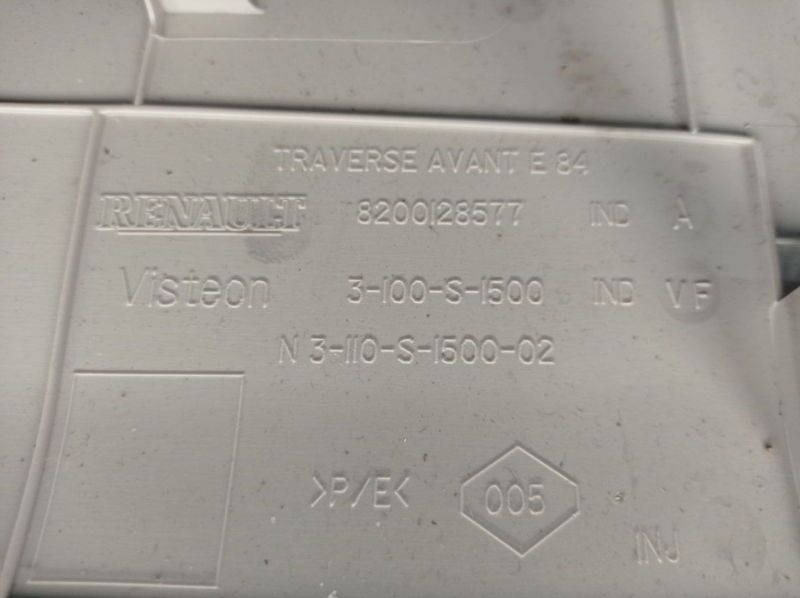 TRAVERSE AVANT E 84
RENAULT 8200128577 IND A
Visteon 3-100-S-1500 IND VF
N 3-110-S-1500-02
>P/E<
005
INJ